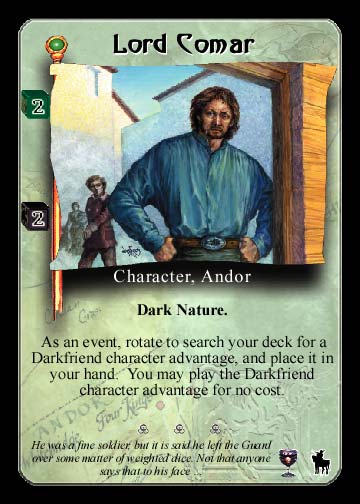 Lord Comar
2
2
Character, Andor
Dark Nature.
As an event, rotate to search your deck for a
Darkfriend character advantage, and place it in
your hand. You may play the Darkfriend
character advantage for no cost.
ANDOR
Four Kings
He was a fine soldier, but it is said he left the Guard
over some matter of weighted dice. Not that anyone
says that to his face ...